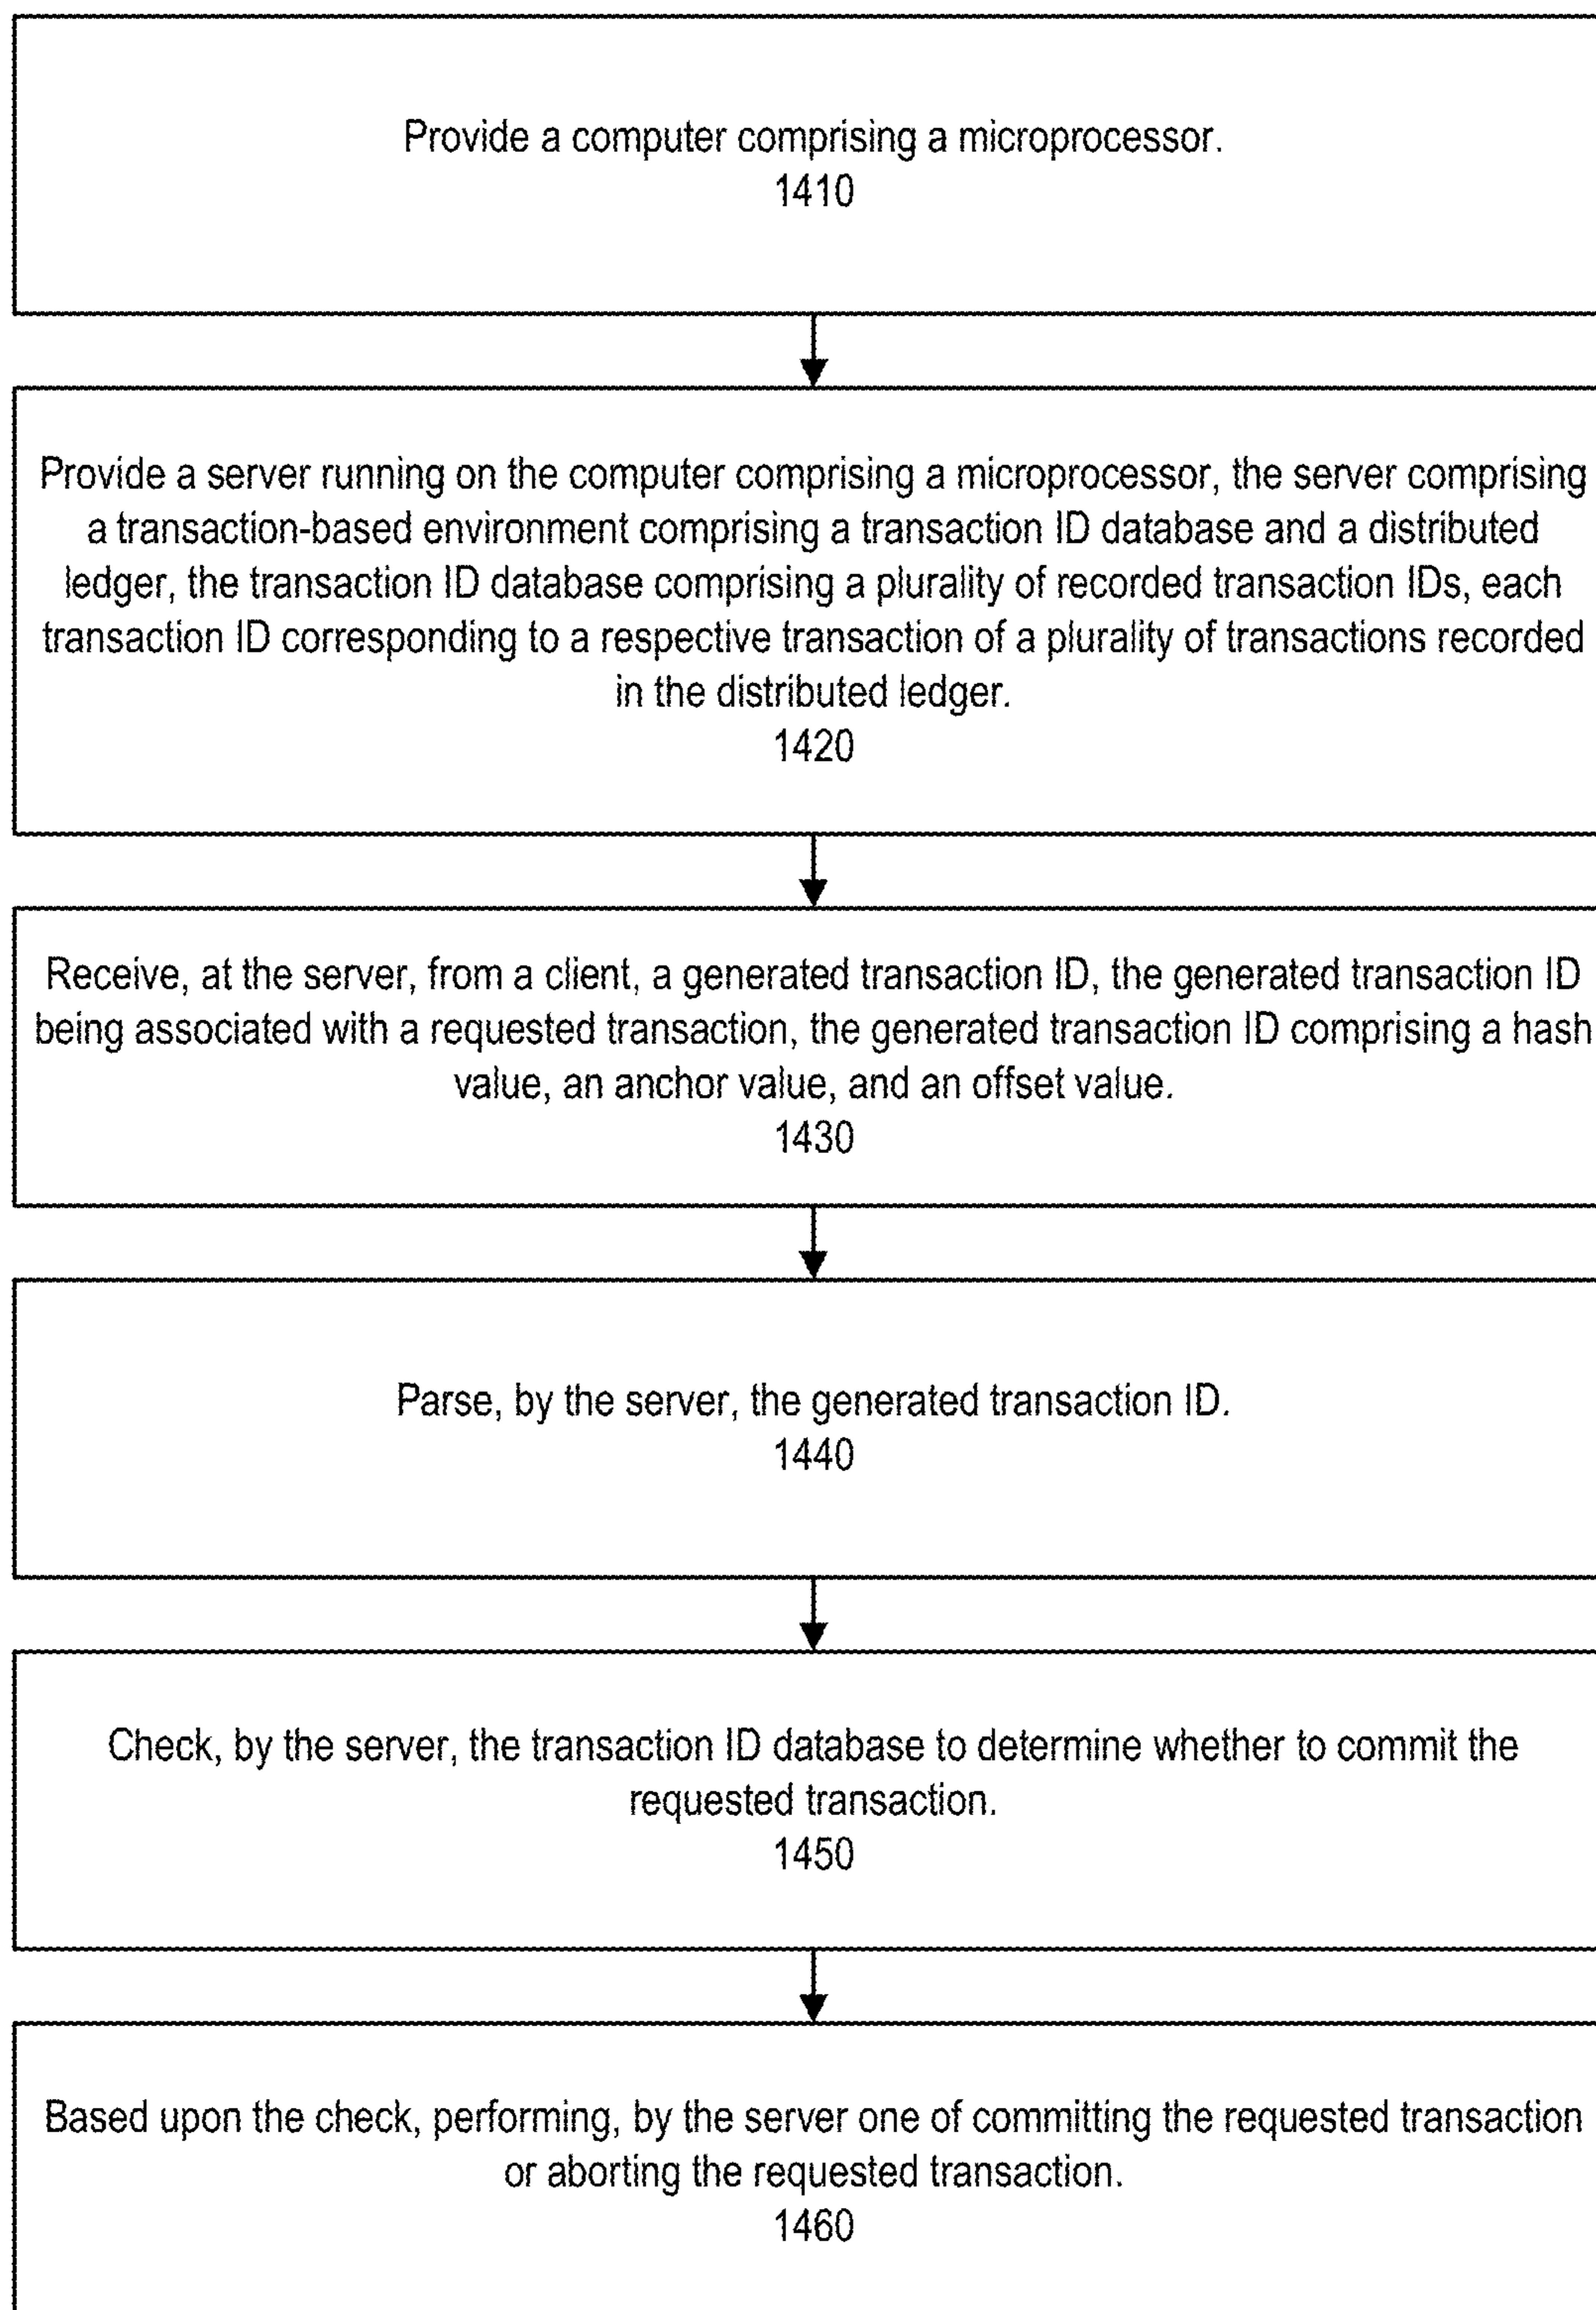 Provide a computer comprising a microprocessor.
1410
Provide a server running on the computer comprising a microprocessor, the server comprising
a transaction-based environment comprising a transaction ID database and a distributed
ledger, the transaction ID database comprising a plurality of recorded transaction IDs, each
transaction ID corresponding to a respective transaction of a plurality of transactions recorded
in the distributed ledger.
1420
Receive, at the server, from a client, a generated transaction ID, the generated transaction ID
being associated with a requested transaction, the generated transaction ID comprising a hash
value, an anchor value, and an offset value.
1430
Parse, by the server, the generated transaction ID.
1440
Check, by the server, the transaction ID database to determine whether to commit the
requested transaction.
1450
Based upon the check, performing, by the server one of committing the requested transaction
or aborting the requested transaction.
1460